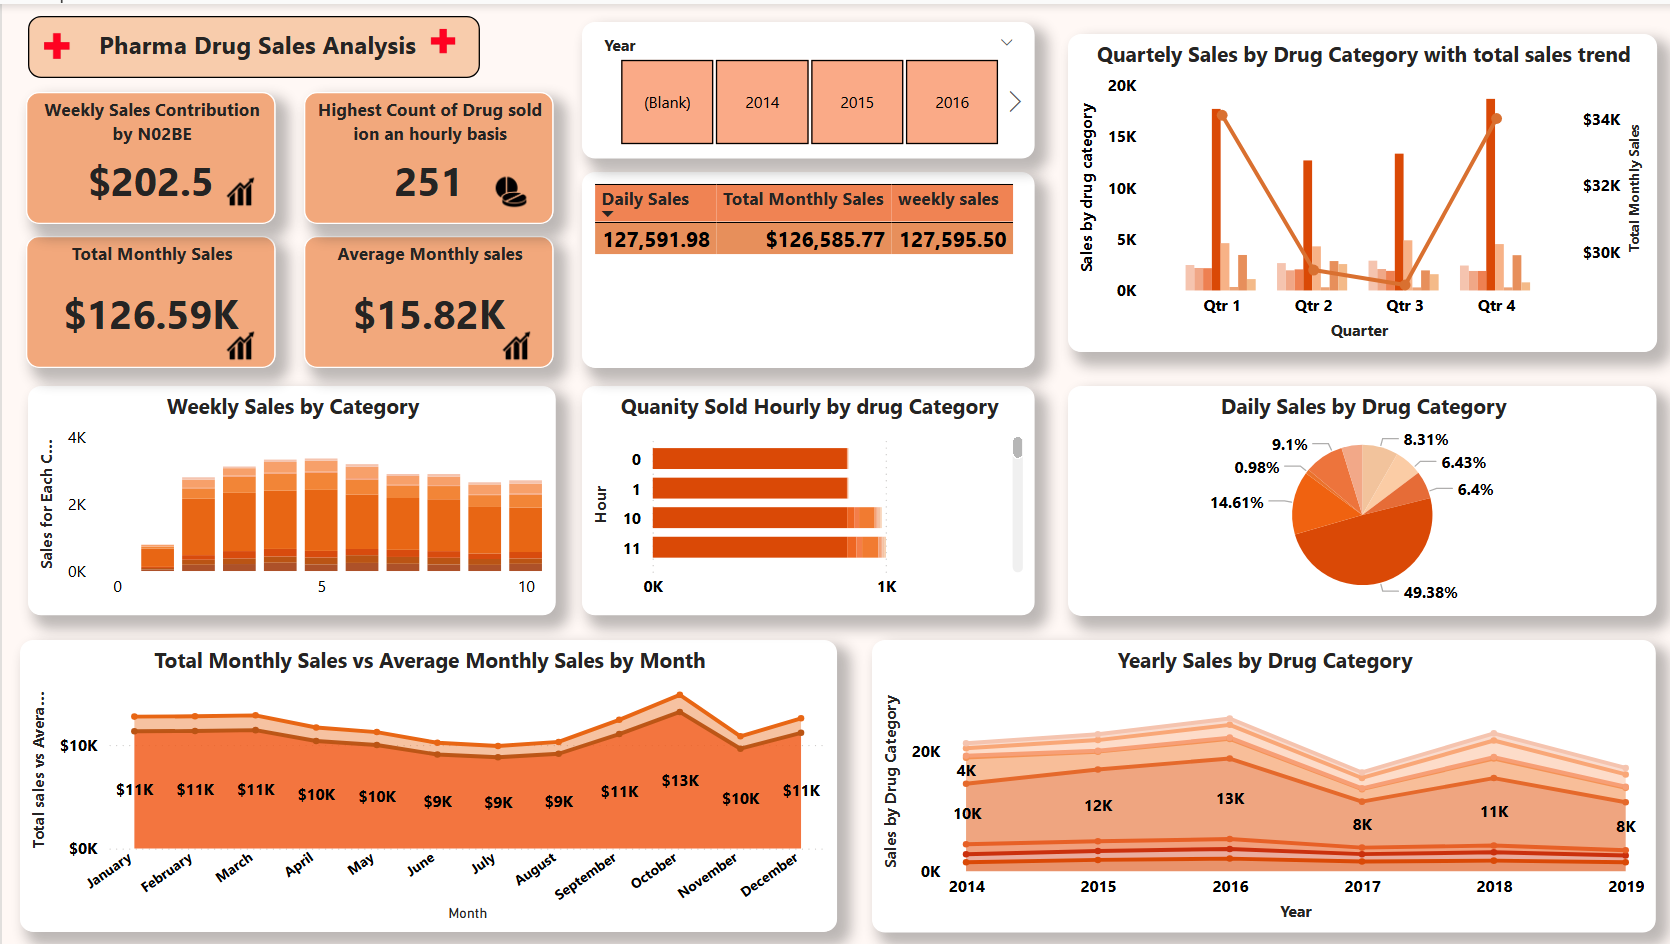 Pharma Drug Sales Analysis
Weekly Sales Contribution
by N02BE
$202.5
Highest Count of Drug sold
ion an hourly basis
251
Total Monthly Sales
$126.59K
Average Monthly sales
$15.82K
Year
(Blank)
2014
2015
2016
Daily Sales
Total Monthly Sales
weekly sales
127,591.98
$126,585.77
127,595.50
Quartely Sales by Drug Category with total sales trend
Sales by drug category
20K
15K
10K
5K
0K
$34K
$32K
$30K
Total Monthly Sales
Qtr 1
Qtr 2
Qtr 3
Qtr 4
Quarter
Weekly Sales by Category
Sales for Each C...
4K
2K
0K
0
5
10
Quanity Sold Hourly by drug Category
Hour
0
1
10
11
0K
1K
Daily Sales by Drug Category
8.31%
6.43%
6.4%
49.38%
14.61%
0.98%
9.1%
Total Monthly Sales vs Average Monthly Sales by Month
Total sales vs Avera...
$10K
$0K
$11K
$11K
$11K
$10K
$10K
$9K
$9K
$9K
$11K
$13K
$10K
$11K
January
February
March
April
May
June
July
August
September
October
November
December
Month
Yearly Sales by Drug Category
Sales by Drug Category
20K
0K
4K
10K
12K
13K
8K
11K
8K
2014
2015
2016
2017
2018
2019
Year